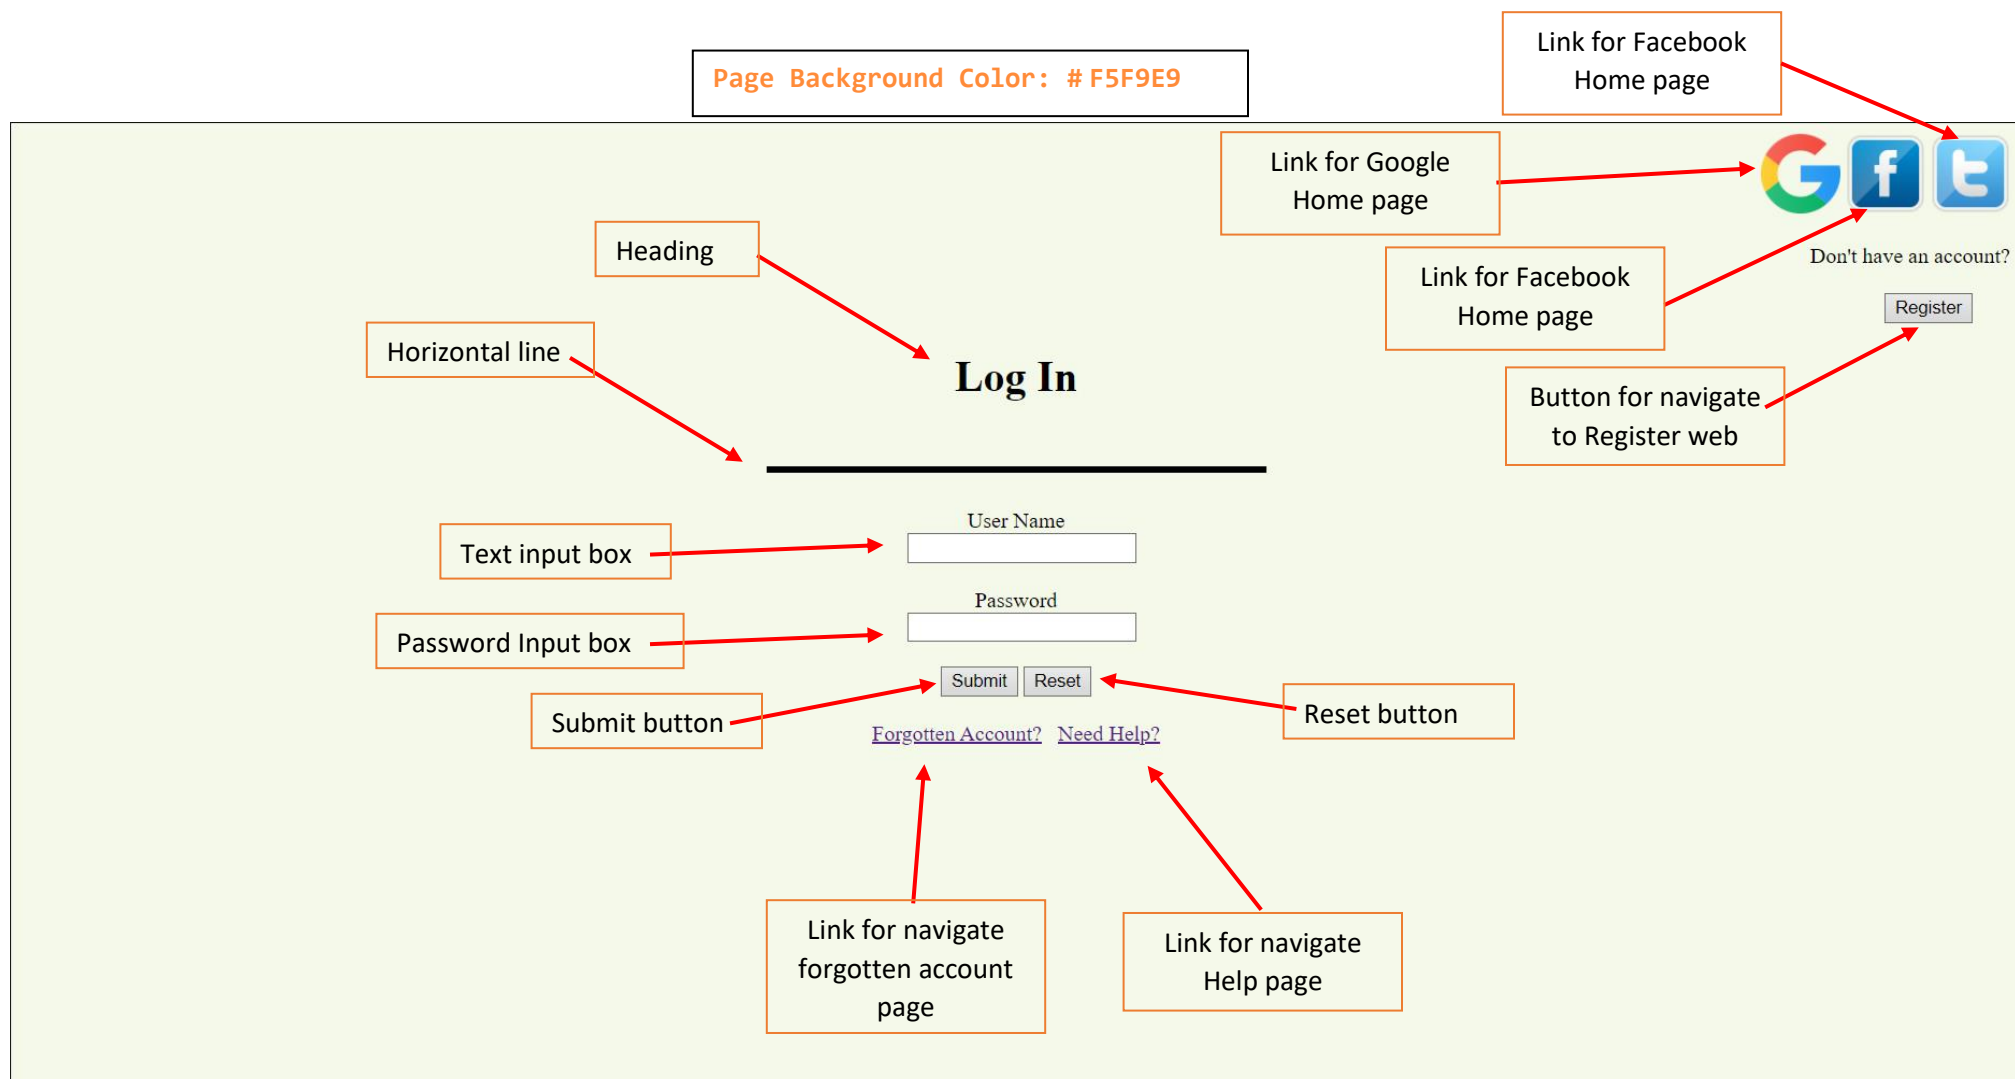 Link for Facebook
Home page
Page Background Color: # F5F9E9
Link for Google
Home page
G f t
Don't have an account?
Heading
Link for Facebook
Home page
Register
Horizontal line
Log In
Button for navigate
to Register web
User Name
Text input box
Password
Password Input box
Submit Reset
Submit button
Reset button
Forgotten Account? Need Help?
Link for navigate
forgotten account
page
Link for navigate
Help page